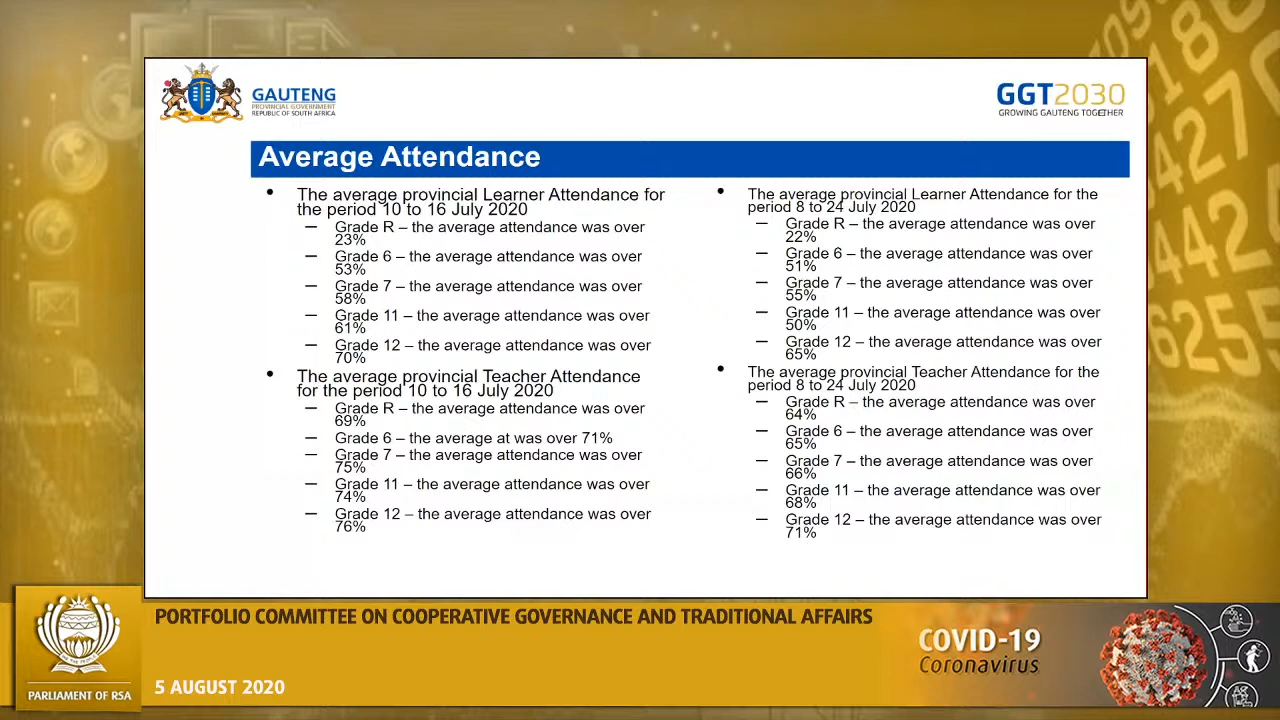 GAUTENG
PROVINCIAL GOVERNMENT
REPUBLIC OF SOUTH AFRICA
GGT2030
GROWING GAUTENG TOGETHER
Average Attendance
• The average provincial Learner Attendance for
the period 10 to 16 July 2020
– Grade R – the average attendance was over
23%
– Grade 6 – the average attendance was over
53%
– Grade 7 – the average attendance was over
58%
– Grade 11 – the average attendance was over
61%
– Grade 12 – the average attendance was over
70%
• The average provincial Teacher Attendance
for the period 10 to 16 July 2020
– Grade R – the average attendance was over
69%
– Grade 6 – the average at was over 71%
– Grade 7 – the average attendance was over
75%
– Grade 11 – the average attendance was over
74%
– Grade 12 – the average attendance was over
76%
• The average provincial Learner Attendance for the
period 8 to 24 July 2020
– Grade R – the average attendance was over
22%
– Grade 6 – the average attendance was over
51%
– Grade 7 – the average attendance was over
55%
– Grade 11 – the average attendance was over
50%
– Grade 12 – the average attendance was over
65%
• The average provincial Teacher Attendance for the
period 8 to 24 July 2020
– Grade R – the average attendance was over
64%
– Grade 6 – the average attendance was over
65%
– Grade 7 – the average attendance was over
66%
– Grade 11 – the average attendance was over
68%
– Grade 12 – the average attendance was over
71%
PORTFOLIO COMMITTEE ON COOPERATIVE GOVERNANCE AND TRADITIONAL AFFAIRS
COVID-19
Coronavirus
PARLIAMENT OF RSA
5 AUGUST 2020